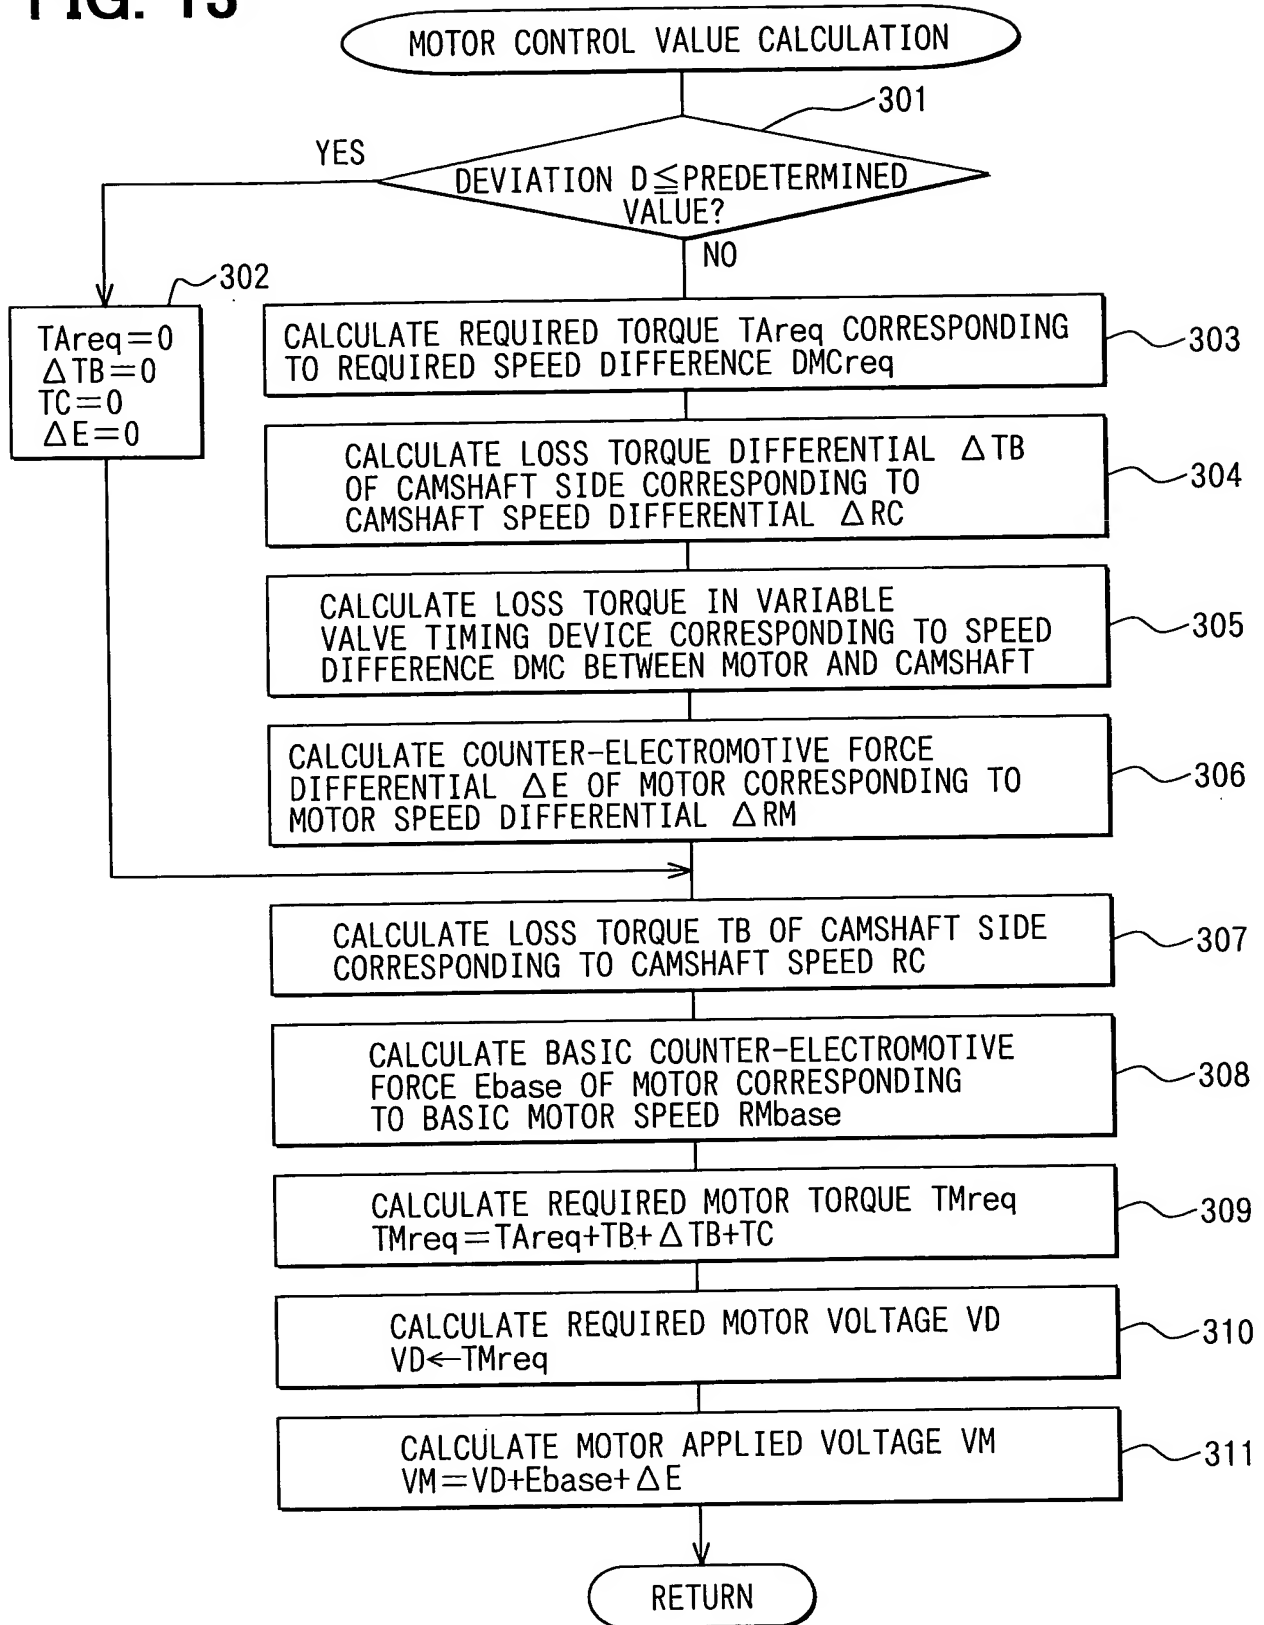 FIG. 13
MOTOR CONTROL VALUE CALCULATION
301
YES
DEVIATION D≦PREDETERMINED
VALUE?
NO
302
TAreq=0
ΔTB=0
TC=0
ΔE=0
CALCULATE REQUIRED TORQUE TAreq CORRESPONDING
TO REQUIRED SPEED DIFFERENCE DMCreq
303
CALCULATE LOSS TORQUE DIFFERENTIAL ΔTB
OF CAMSHAFT SIDE CORRESPONDING TO
CAMSHAFT SPEED DIFFERENTIAL ΔRC
304
CALCULATE LOSS TORQUE IN VARIABLE
VALVE TIMING DEVICE CORRESPONDING TO SPEED
DIFFERENCE DMC BETWEEN MOTOR AND CAMSHAFT
305
CALCULATE COUNTER-ELECTROMOTIVE FORCE
DIFFERENTIAL ΔE OF MOTOR CORRESPONDING TO
MOTOR SPEED DIFFERENTIAL ΔRM
306
CALCULATE LOSS TORQUE TB OF CAMSHAFT SIDE
CORRESPONDING TO CAMSHAFT SPEED RC
307
CALCULATE BASIC COUNTER-ELECTROMOTIVE
FORCE Ebase OF MOTOR CORRESPONDING
TO BASIC MOTOR SPEED RMbase
308
CALCULATE REQUIRED MOTOR TORQUE TMreq
TMreq=TAreq+TB+ΔTB+TC
309
CALCULATE REQUIRED MOTOR VOLTAGE VD
VD←TMreq
310
CALCULATE MOTOR APPLIED VOLTAGE VM
VM=VD+Ebase+ΔE
311
RETURN